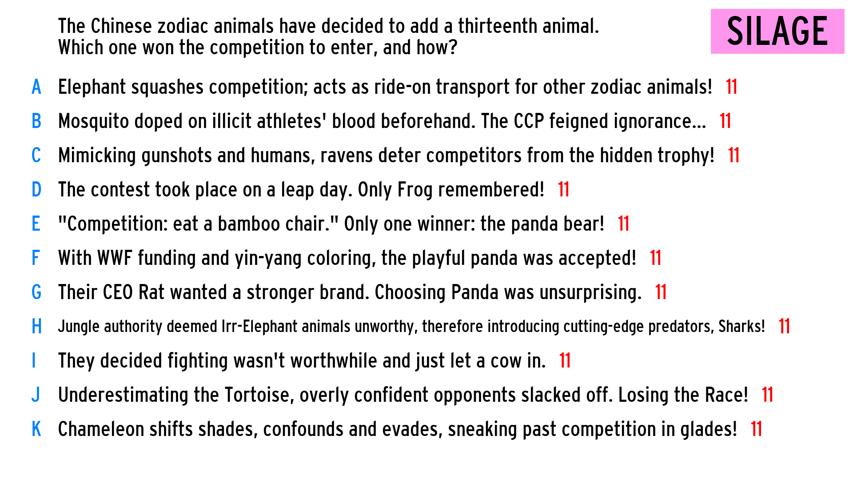 The Chinese zodiac animals have decided to add a thirteenth animal.
Which one won the competition to enter, and how?
SILAGE
A Elephant squashes competition; acts as ride-on transport for other zodiac animals! 11
B Mosquito doped on illicit athletes' blood beforehand. The CCP feigned ignorance... 11
C Mimicking gunshots and humans, ravens deter competitors from the hidden trophy! 11
D The contest took place on a leap day. Only Frog remembered! 11
E "Competition: eat a bamboo chair." Only one winner: the panda bear! 11
F With WWF funding and yin-yang coloring, the playful panda was accepted! 11
G Their CEO Rat wanted a stronger brand. Choosing Panda was unsurprising. 11
H Jungle authority deemed Irr-Elephant animals unworthy, therefore introducing cutting-edge predators, Sharks! 11
I They decided fighting wasn't worthwhile and just let a cow in. 11
J Underestimating the Tortoise, overly confident opponents slacked off. Losing the Race! 11
K Chameleon shifts shades, confounds and evades, sneaking past competition in glades! 11